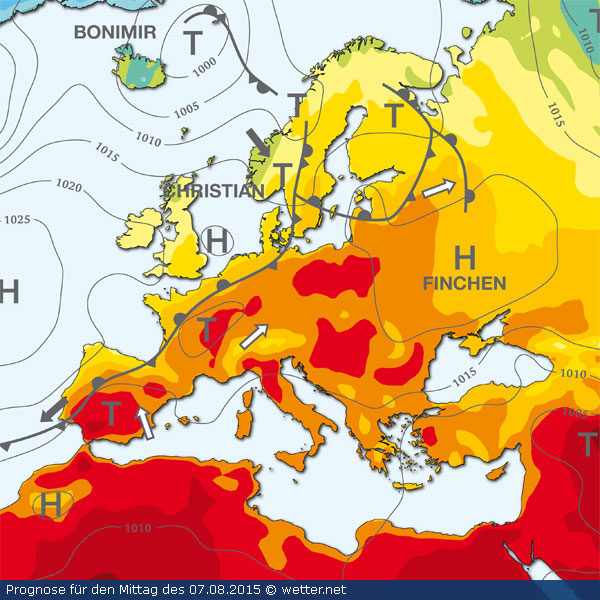 BONIMIR
T
T
1000
1010
1005
T
T
1010
1015
1015
T
1020
CHRISTIAN
1025
H
H
FINCHEN
H
T
1015
1010
T
1005
T
H
1010
Prognose für den Mittag des 07.08.2015 © wetter.net